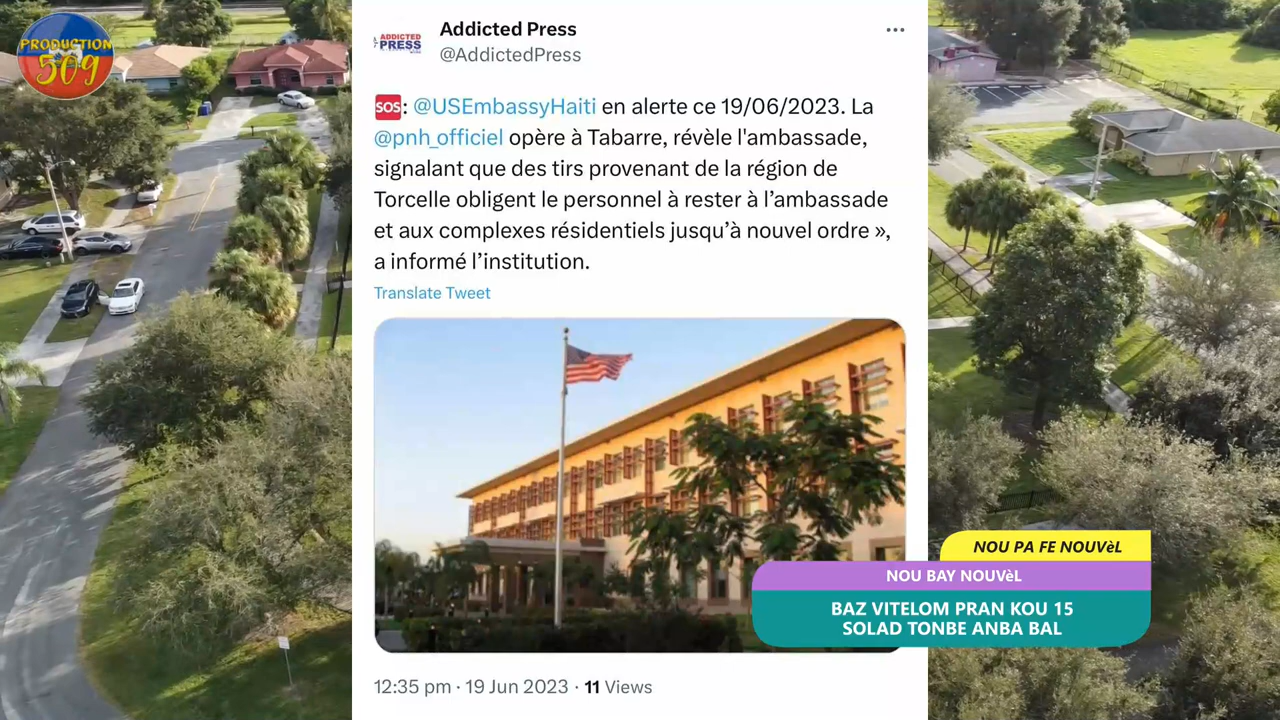 PRODUCTION
509
ADDICTED
PRESS
Addicted Press
@AddictedPress
SOS: @USEmbassyHaiti en alerte ce 19/06/2023. La
@pnh_officiel opère à Tabarre, révèle l'ambassade,
signalant que des tirs provenant de la région de
Torcelle obligent le personnel à rester à l’ambassade
et aux complexes résidentiels jusqu’à nouvel ordre »,
a informé l’institution.
Translate Tweet
NOU PA FE NOUVèL
NOU BAY NOUVèL
BAZ VITELOM PRAN KOU 15
SOLAD TONBE ANBA BAL
12:35 pm · 19 Jun 2023 · 11 Views